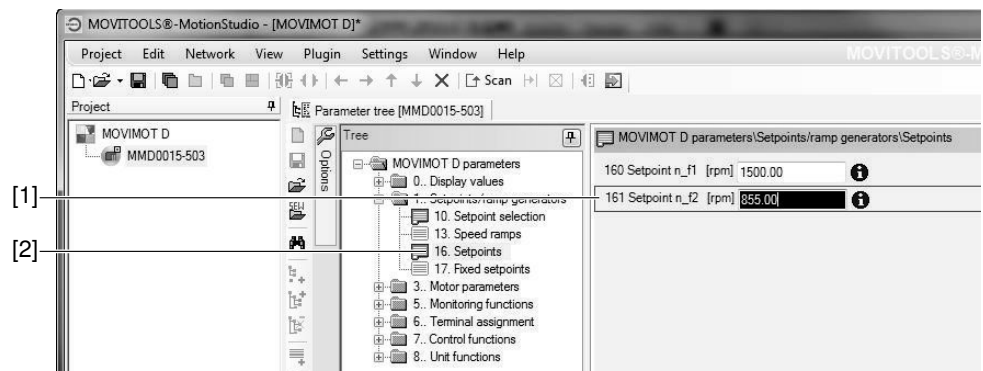 MOVITOOLS®-MotionStudio - [MOVIMOT D]*
Project Edit Network View Plugin Settings Window Help
MOVITOOLS®-M
Scan
Project
Parameter tree [MMD0015-503]
MOVIMOT D
MMD0015-503
Options
SEW
Tree
MOVIMOT D parameters
0.. Display values
1.. Setpoints/ramp generators
10. Setpoint selection
13. Speed ramps
16. Setpoints
17. Fixed setpoints
3.. Motor parameters
5.. Monitoring functions
6.. Terminal assignment
7.. Control functions
8.. Unit functions
MOVIMOT D parameters\Setpoints/ramp generators\Setpoints
160 Setpoint n_f1 [rpm] 1500.00
161 Setpoint n_f2 [rpm] 855.00
[1]
[2]